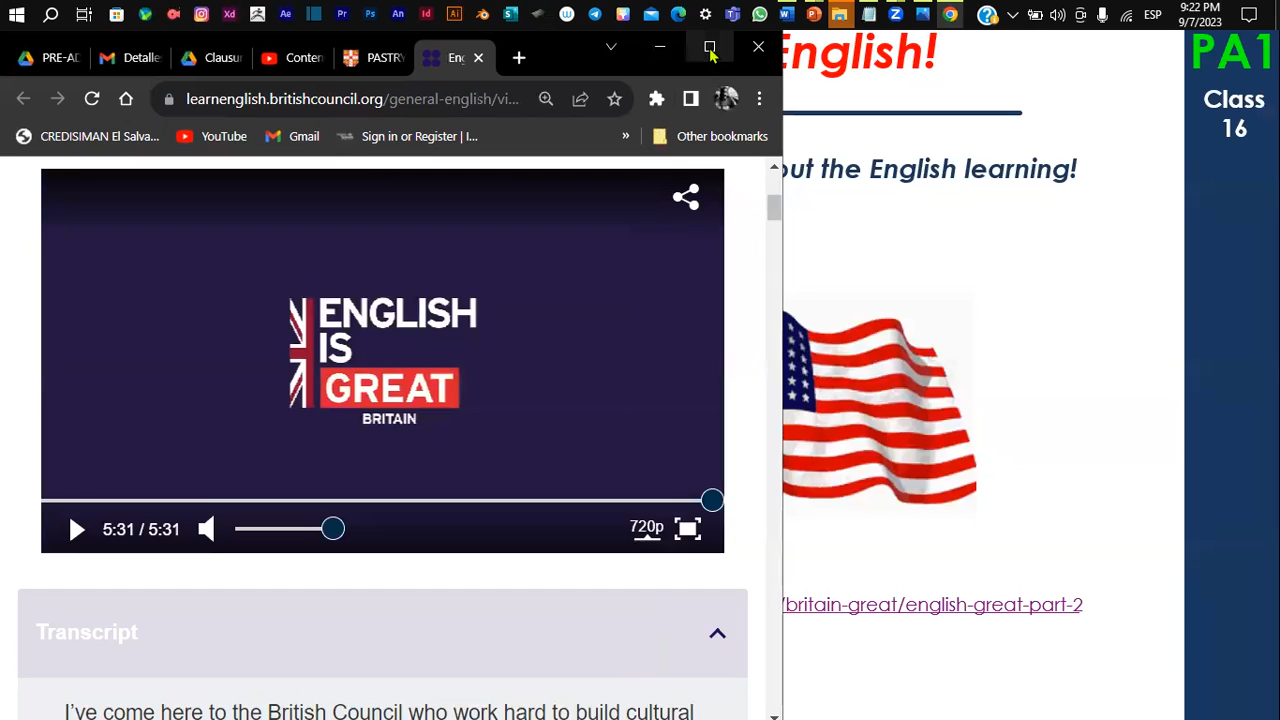 ESP
9:22 PM
9/7/2023
PRE-AD
Detalle
Clausur
Conten
PASTRY
Eng
learnenglish.britishcouncil.org/general-english/vi...
CREDISIMAN El Salva...
YouTube
Gmail
Sign in or Register | I...
»
Other bookmarks
English!
PA1
Class
16
out the English learning!
ENGLISH
IS
GREAT
BRITAIN
5:31 / 5:31
720p
/britain-great/english-great-part-2
Transcript
I've come here to the British Council who work hard to build cultural